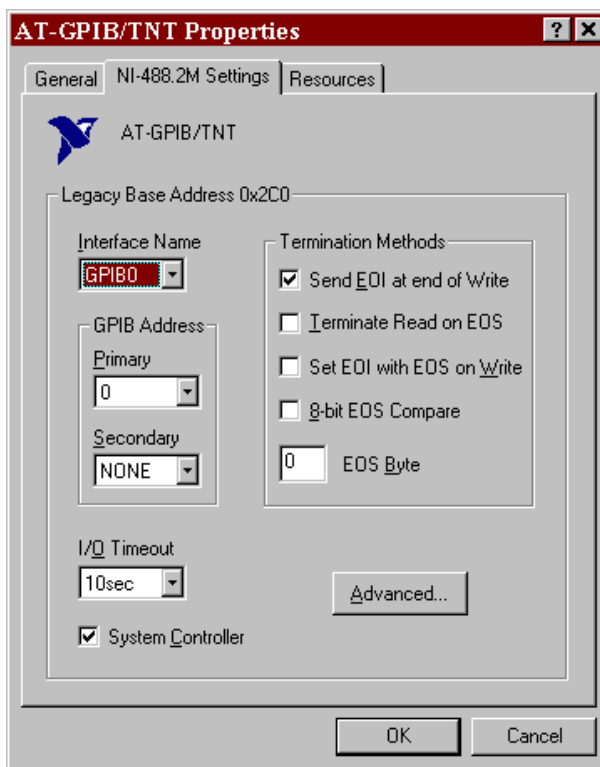 AT-GPIB/TNT Properties
General
NI-488.2M Settings
Resources
AT-GPIB/TNT
Legacy Base Address 0x2C0
Interface Name
GPIB0
GPIB Address
Primary
0
Secondary
NONE
Termination Methods
Send EOI at end of Write
Terminate Read on EOS
Set EOI with EOS on Write
8-bit EOS Compare
0 EOS Byte
I/O Timeout
10sec
Advanced...
System Controller
OK
Cancel